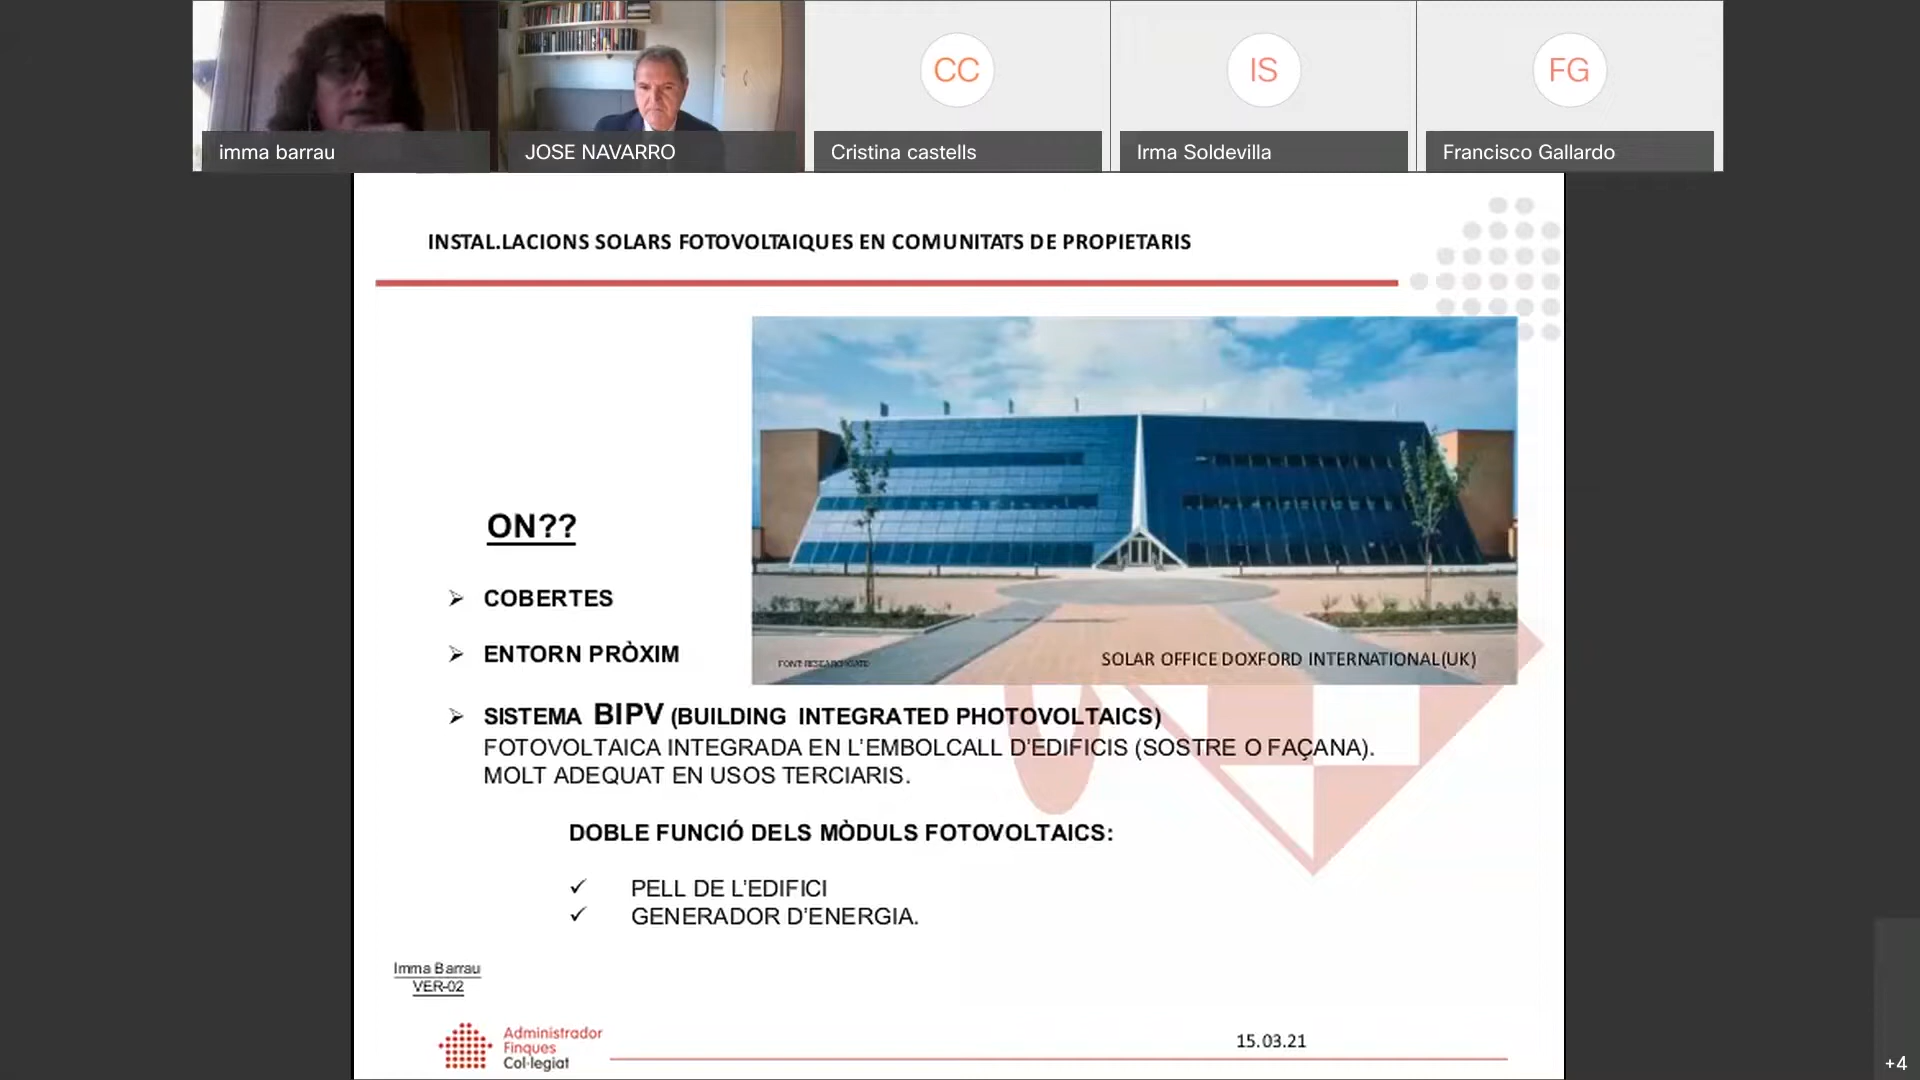 CC
IS
FG
imma barrau
JOSE NAVARRO
Cristina castells
Irma Soldevilla
Francisco Gallardo
INSTAL.LACIONS SOLARS FOTOVOLTAIQUES EN COMUNITATS DE PROPIETARIS
FONT: RESEARCHGATE
SOLAR OFFICE DOXFORD INTERNATIONAL(UK)
ON??
COBERTES
ENTORN PRÒXIM
SISTEMA BIPV (BUILDING INTEGRATED PHOTOVOLTAICS)
FOTOVOLTAICA INTEGRADA EN L'EMBOLCALL D'EDIFICIS (SOSTRE O FAÇANA).
MOLT ADEQUAT EN USOS TERCIARIS.
DOBLE FUNCIÓ DELS MÒDULS FOTOVOLTAICS:
PELL DE L'EDIFICI
GENERADOR D'ENERGIA.
Imma Barrau
VER-02
Administrador
Finques
Col·legiat
15.03.21
+4